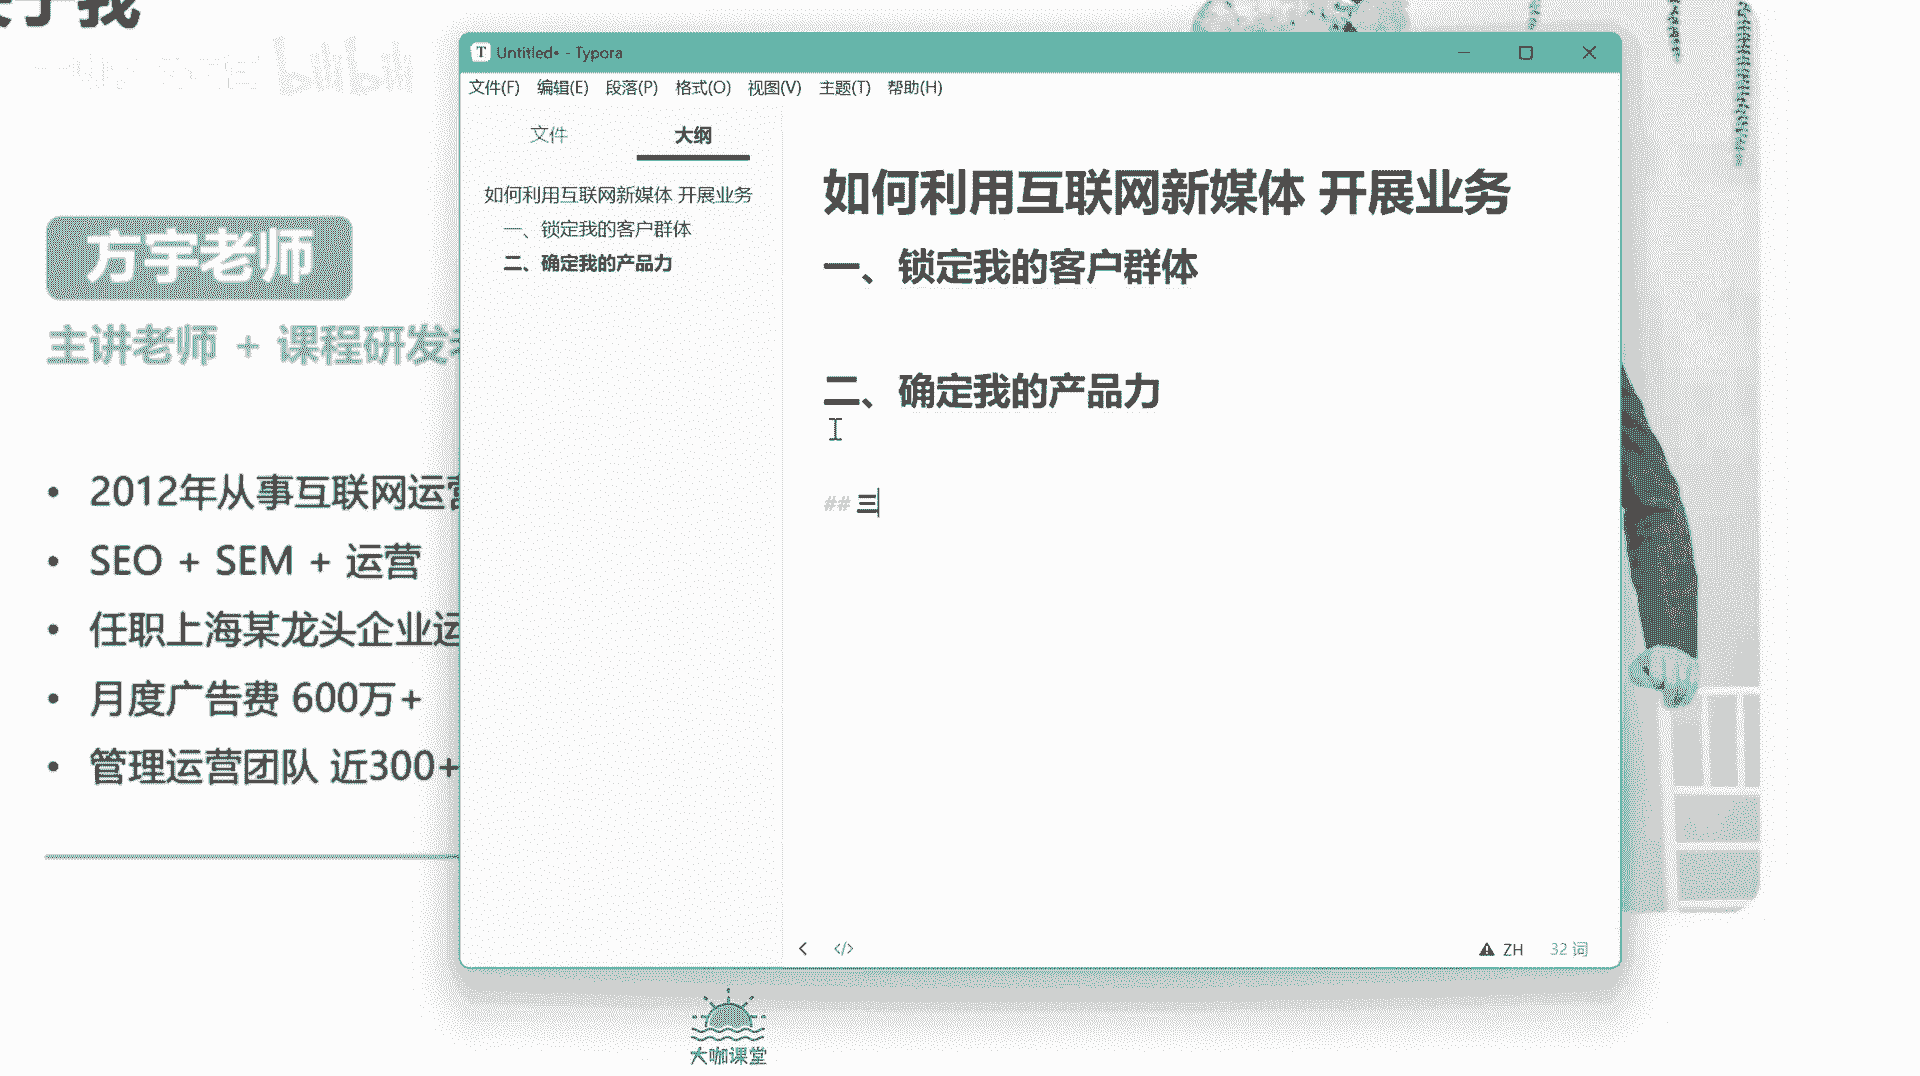 关于我
bilibili
方宇老师
主讲老师 + 课程研发
• 2012年从事互联网运营
• SEO + SEM + 运营
• 任职上海某龙头企业运
• 月度广告费 600万+
• 管理运营团队 近300+
Untitled• - Typora
文件(F) 编辑(E) 段落(P) 格式(O) 视图(V) 主题(T) 帮助(H)
文件 大纲
如何利用互联网新媒体 开展业务
一、锁定我的客户群体
二、确定我的产品力
如何利用互联网新媒体 开展业务
一、锁定我的客户群体
二、确定我的产品力
## 三
</> ZH 32 词
大咖课堂